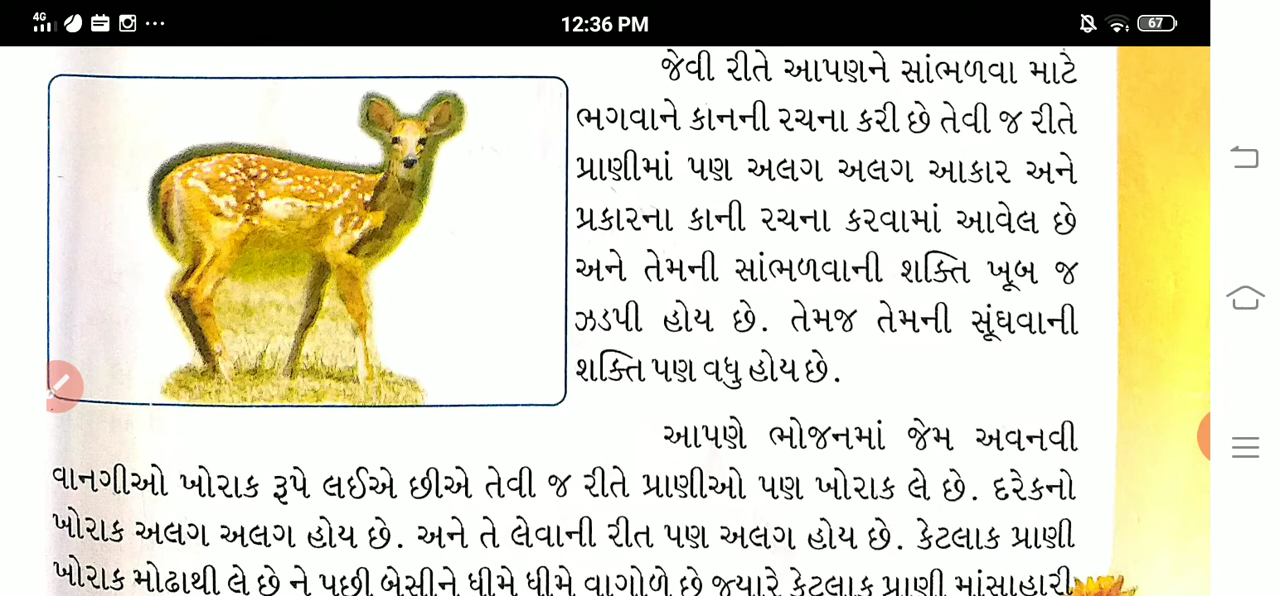 4G
12:36 PM
67
જેવી રીતે આપણને સાંભળવા માટે
ભગવાને કાનની રચના કરી છે તેવી જ રીતે
પ્રાણીમાં પણ અલગ અલગ આકાર અને
પ્રકારના કાની રચના કરવામાં આવેલ છે
અને તેમની સાંભળવાની શક્તિ ખૂબ જ
ઝડપી હોય છે. તેમજ તેમની સૂંઘવાની
શક્તિ પણ વધુ હોય છે.
આપણે ભોજનમાં જેમ અવનવી
વાનગીઓ ખોરાક રૂપે લઈએ છીએ તેવી જ રીતે પ્રાણીઓ પણ ખોરાક લે છે. દરેકનો
ખોરાક અલગ અલગ હોય છે. અને તે લેવાની રીત પણ અલગ હોય છે. કેટલાક પ્રાણી
ખોરાક મોઢાથી લે છે ને પછી બેસીને ધીમે ધીમે વાગોળે છે જ્યારે કેટલાક પ્રાણી માંસાહારી